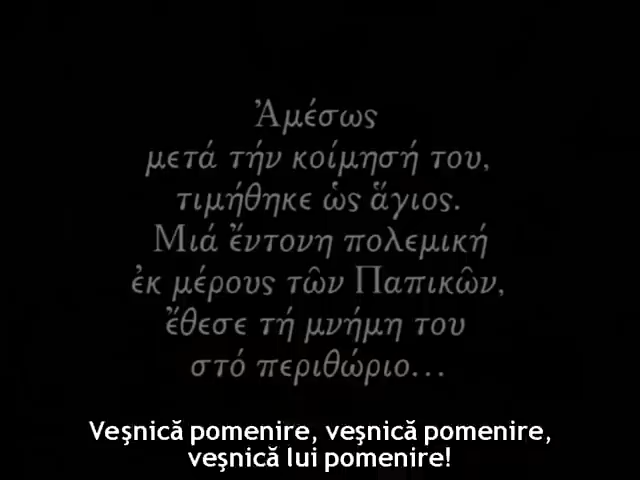 Ἀμέσως
μετά τήν κοίμησή του,
τιμήθηκε ὡς ἅγιος.
Μιά ἔντονη πολεμική
ἐκ μέρους τῶν Παπικῶν,
ἔθεσε τή μνήμη του
στό περιθώριο...
Veşnică pomenire, veşnică pomenire,
veşnică lui pomenire!